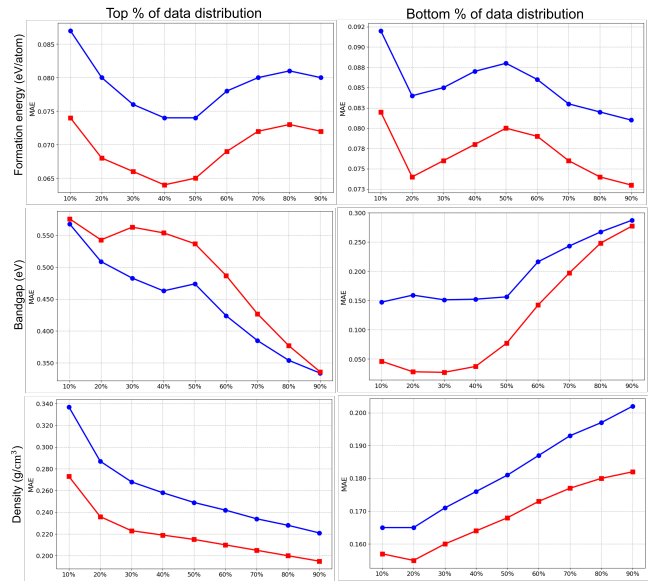 Top % of data distribution
Bottom % of data distribution
Formation energy (eV/atom)
MAE
0.085
0.080
0.075
0.070
0.065
10% 20% 30% 40% 50% 60% 70% 80% 90%
MAE
0.092
0.088
0.085
0.083
0.080
0.078
0.075
0.073
10% 20% 30% 40% 50% 60% 70% 80% 90%
Bandgap (eV)
MAE
0.550
0.500
0.450
0.400
0.350
10% 20% 30% 40% 50% 60% 70% 80% 90%
MAE
0.300
0.250
0.200
0.150
0.100
0.050
10% 20% 30% 40% 50% 60% 70% 80% 90%
Density (g/cm³)
MAE
0.340
0.320
0.300
0.280
0.260
0.240
0.220
0.200
10% 20% 30% 40% 50% 60% 70% 80% 90%
MAE
0.200
0.190
0.180
0.170
0.160
10% 20% 30% 40% 50% 60% 70% 80% 90%